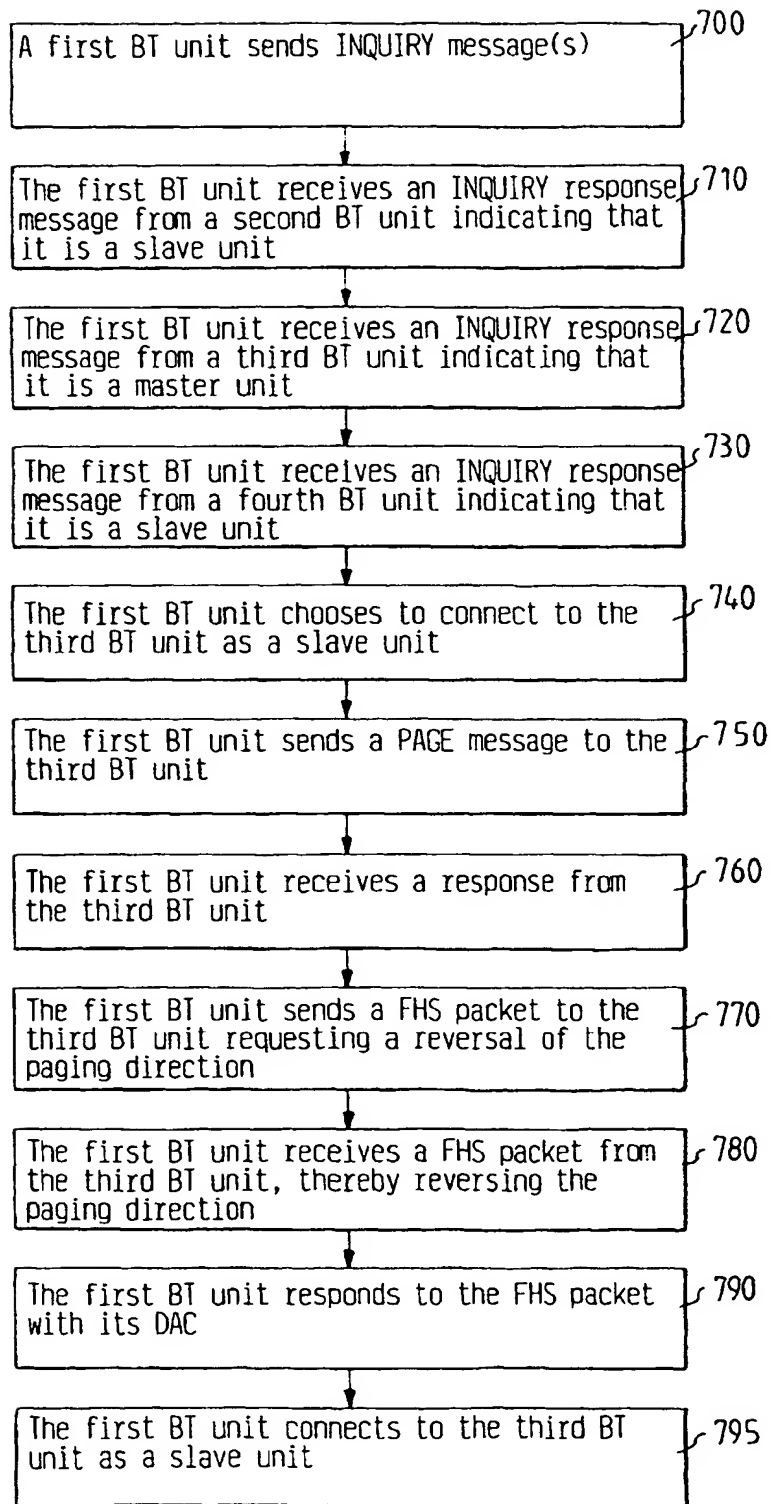 700
A first BT unit sends INQUIRY message(s)
710
The first BT unit receives an INQUIRY response
message from a second BT unit indicating that
it is a slave unit
720
The first BT unit receives an INQUIRY response
message from a third BT unit indicating that
it is a master unit
730
The first BT unit receives an INQUIRY response
message from a fourth BT unit indicating that
it is a slave unit
740
The first BT unit chooses to connect to the
third BT unit as a slave unit
750
The first BT unit sends a PAGE message to the
third BT unit
760
The first BT unit receives a response from
the third BT unit
770
The first BT unit sends a FHS packet to the
third BT unit requesting a reversal of the
paging direction
780
The first BT unit receives a FHS packet from
the third BT unit, thereby reversing the
paging direction
790
The first BT unit responds to the FHS packet
with its DAC
795
The first BT unit connects to the third BT
unit as a slave unit